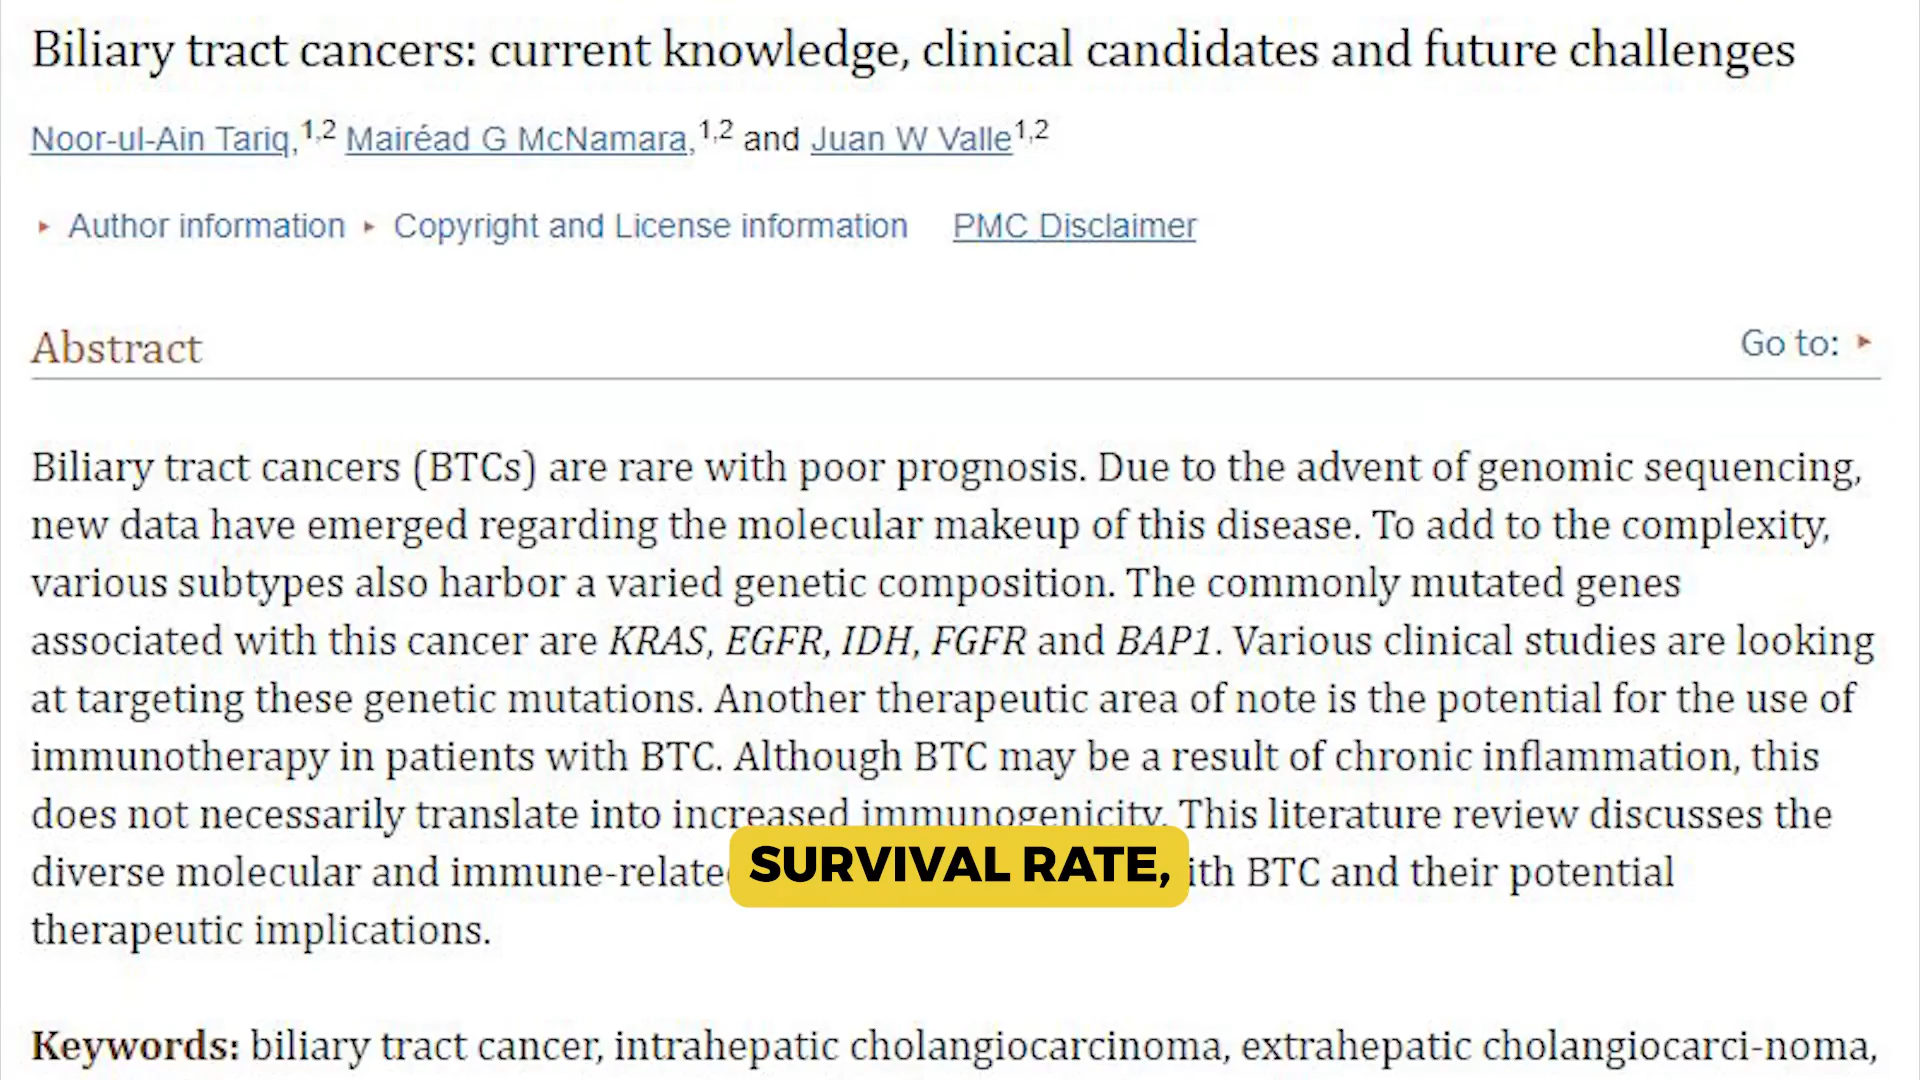 Biliary tract cancers: current knowledge, clinical candidates and future challenges
Noor-ul-Ain Tariq,1,2 Mairéad G McNamara,1,2 and Juan W Valle1,2
▸ Author information ▸ Copyright and License information PMC Disclaimer
Abstract
Go to: ▸
Biliary tract cancers (BTCs) are rare with poor prognosis. Due to the advent of genomic sequencing,
new data have emerged regarding the molecular makeup of this disease. To add to the complexity,
various subtypes also harbor a varied genetic composition. The commonly mutated genes
associated with this cancer are KRAS, EGFR, IDH, FGFR and BAP1. Various clinical studies are looking
at targeting these genetic mutations. Another therapeutic area of note is the potential for the use of
immunotherapy in patients with BTC. Although BTC may be a result of chronic inflammation, this
does not necessarily translate into increased immunogenicity. This literature review discusses the
diverse molecular and immune-relate ith BTC and their potential
SURVIVAL RATE,
therapeutic implications.
Keywords: biliary tract cancer, intrahepatic cholangiocarcinoma, extrahepatic cholangiocarci-noma,